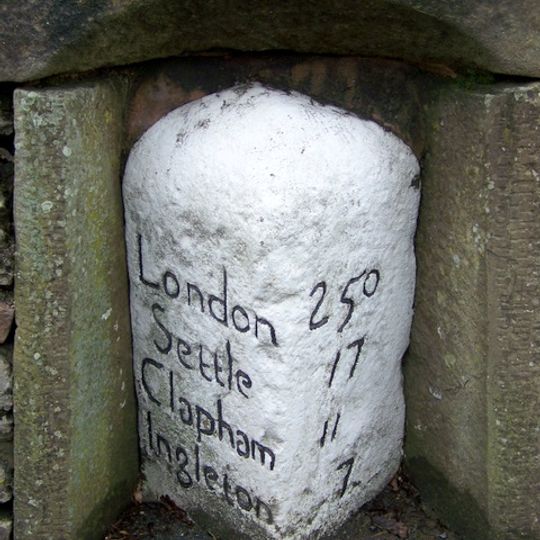 London 250
Settle 17
Clapham 11
Ingleton 7